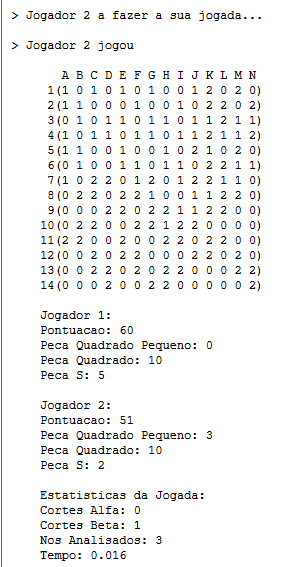 > Jogador 2 a fazer a sua jogada...
> Jogador 2 jogou
A B C D E F G H I J K L M N
1(1 0 1 0 1 0 1 0 0 1 2 0 2 0)
2(1 1 0 0 0 1 0 0 1 0 2 2 0 2)
3(0 1 0 1 1 0 1 1 0 1 1 2 1 1)
4(1 0 1 1 0 1 1 0 1 1 2 1 1 2)
5(1 1 0 0 1 0 0 1 0 2 1 0 2 0)
6(0 1 0 0 1 1 0 1 1 0 2 2 1 1)
7(1 0 2 2 0 1 2 0 1 2 2 1 1 0)
8(0 2 2 0 2 2 1 0 0 1 1 2 2 0)
9(0 0 0 2 2 0 2 2 1 1 2 2 0 0)
10(0 2 2 0 0 2 2 1 2 2 0 0 0 0)
11(2 2 0 0 2 0 0 2 2 0 2 2 0 0)
12(0 0 2 2 0 2 2 0 0 0 2 0 2 0)
13(0 0 2 2 0 2 0 2 2 0 0 0 2 2)
14(0 0 0 2 0 0 2 2 0 0 0 0 0 2)
Jogador 1:
Pontuacao: 60
Peca Quadrado Pequeno: 0
Peca Quadrado: 10
Peca S: 5
Jogador 2:
Pontuacao: 51
Peca Quadrado Pequeno: 3
Peca Quadrado: 10
Peca S: 2
Estatisticas da Jogada:
Cortes Alfa: 0
Cortes Beta: 1
Nos Analisados: 3
Tempo: 0.016